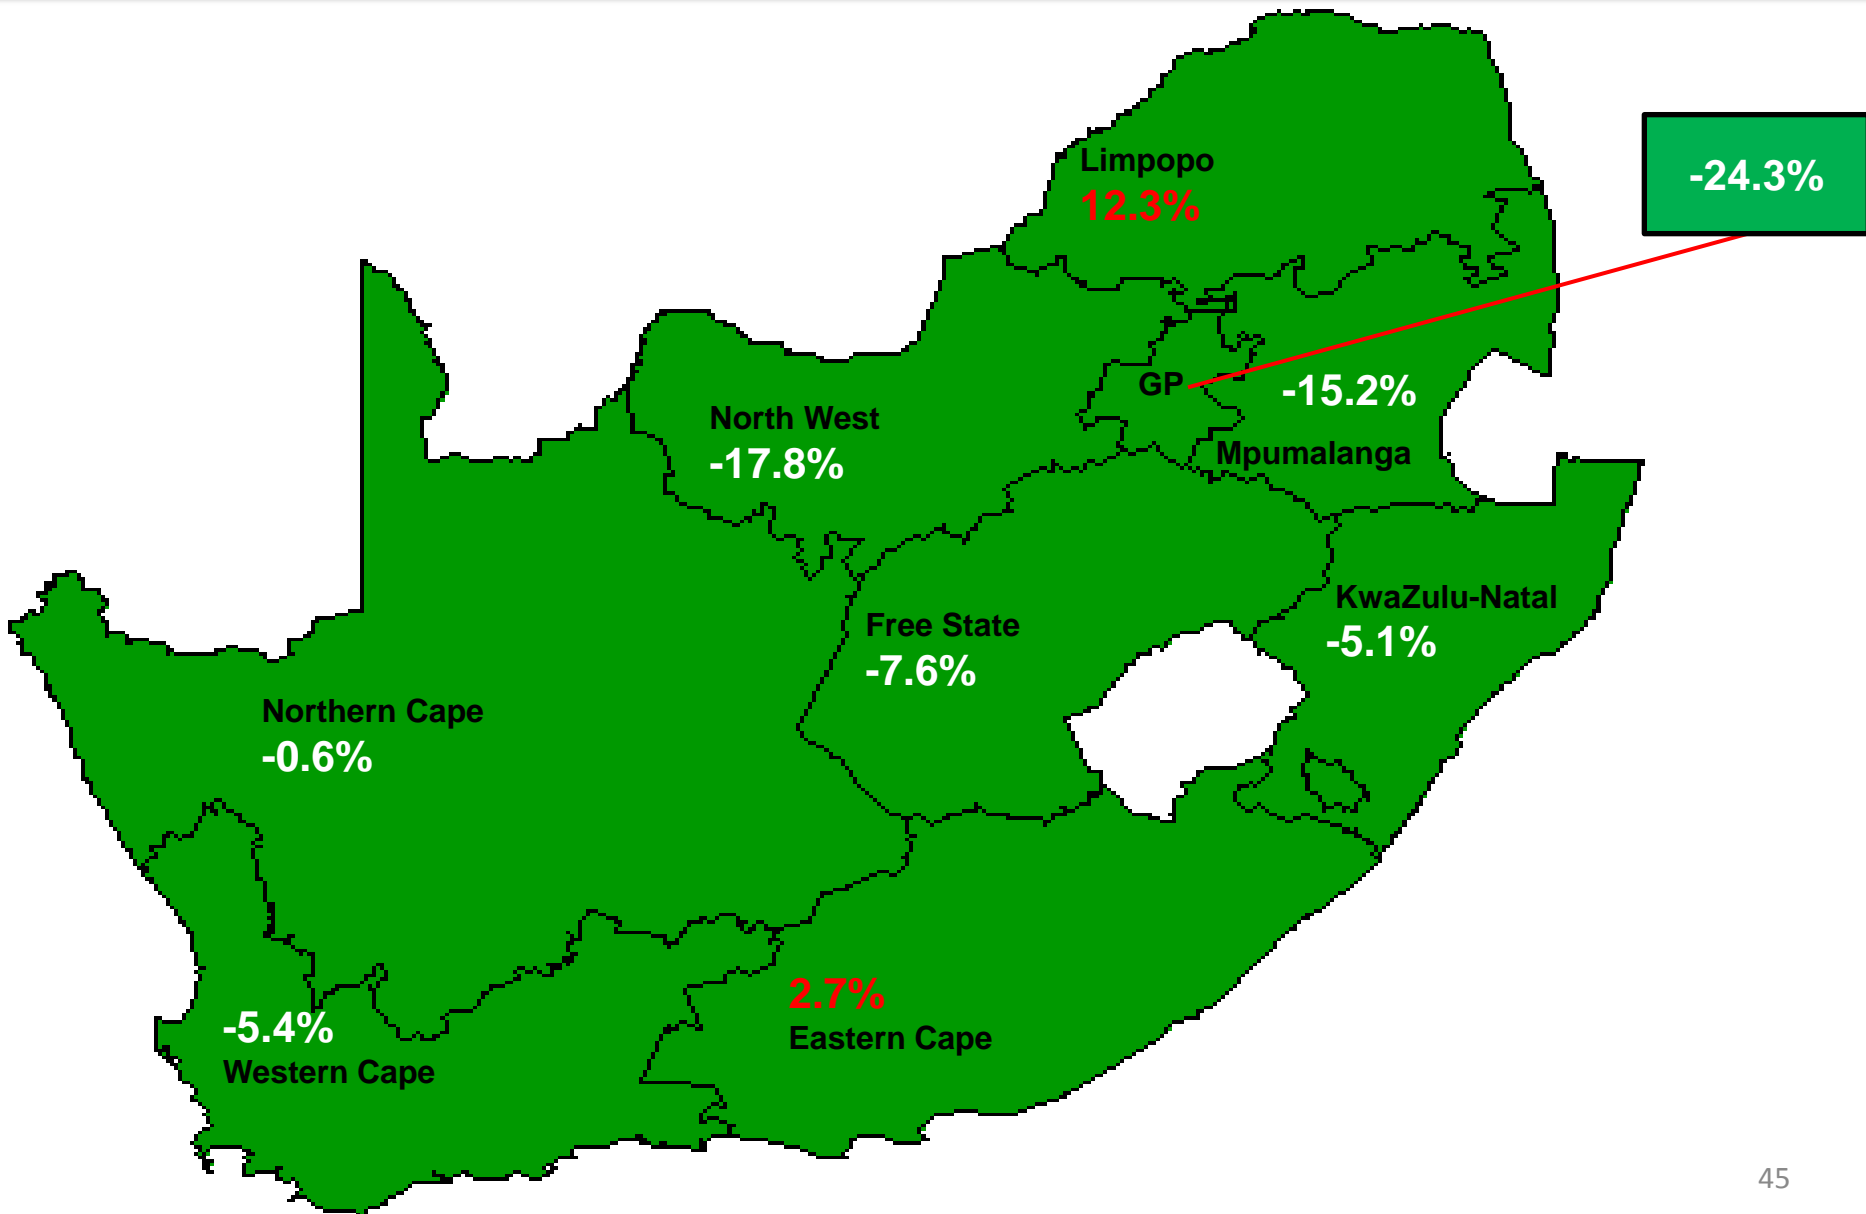 Limpopo
12.3%
-24.3%
GP
-15.2%
Mpumalanga
North West
-17.8%
KwaZulu-Natal
-5.1%
Free State
-7.6%
Northern Cape
-0.6%
2.7%
Eastern Cape
-5.4%
Western Cape
45